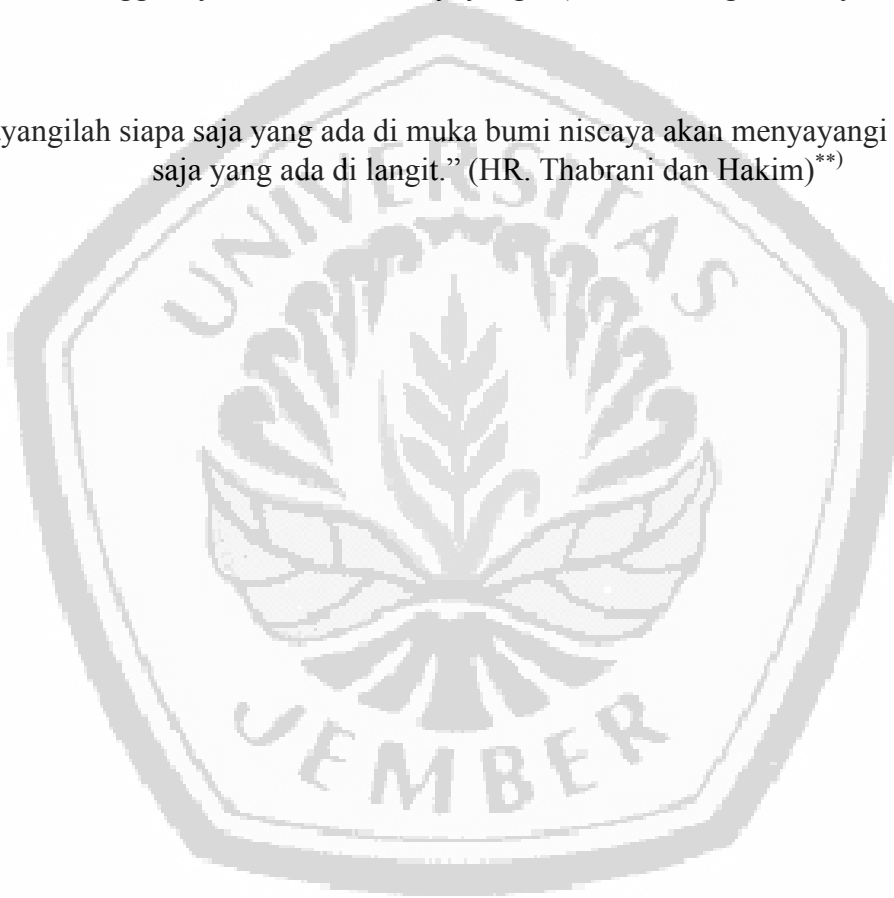 yangilah siapa saja yang ada di muka bumi niscaya akan menyayangi
saja yang ada di langit.” (HR. Thabrani dan Hakim)**)
UNIVERSITAS
JEMBER